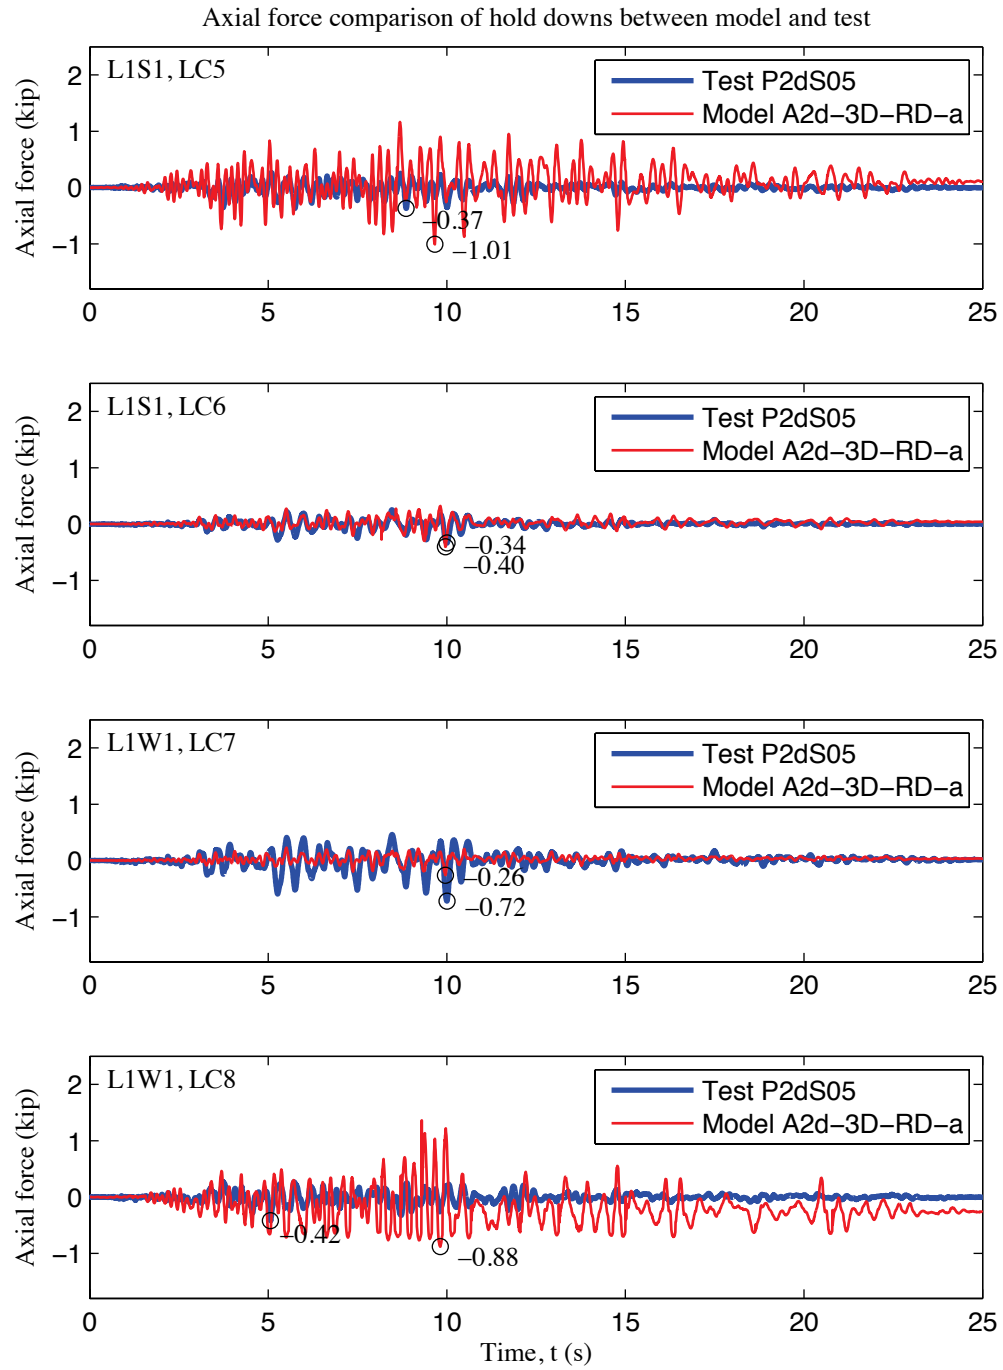 Axial force comparison of hold downs between model and test
L1S1, LC5
Test P2dS05
Model A2d−3D−RD−a
Axial force (kip)
2
1
0
−1
−0.37
−1.01
0 5 10 15 20 25
L1S1, LC6
Test P2dS05
Model A2d−3D−RD−a
Axial force (kip)
2
1
0
−1
−0.34
−0.40
0 5 10 15 20 25
L1W1, LC7
Test P2dS05
Model A2d−3D−RD−a
Axial force (kip)
2
1
0
−1
−0.26
−0.72
0 5 10 15 20 25
L1W1, LC8
Test P2dS05
Model A2d−3D−RD−a
Axial force (kip)
2
1
0
−1
−0.42
−0.88
0 5 10 15 20 25
Time, t (s)